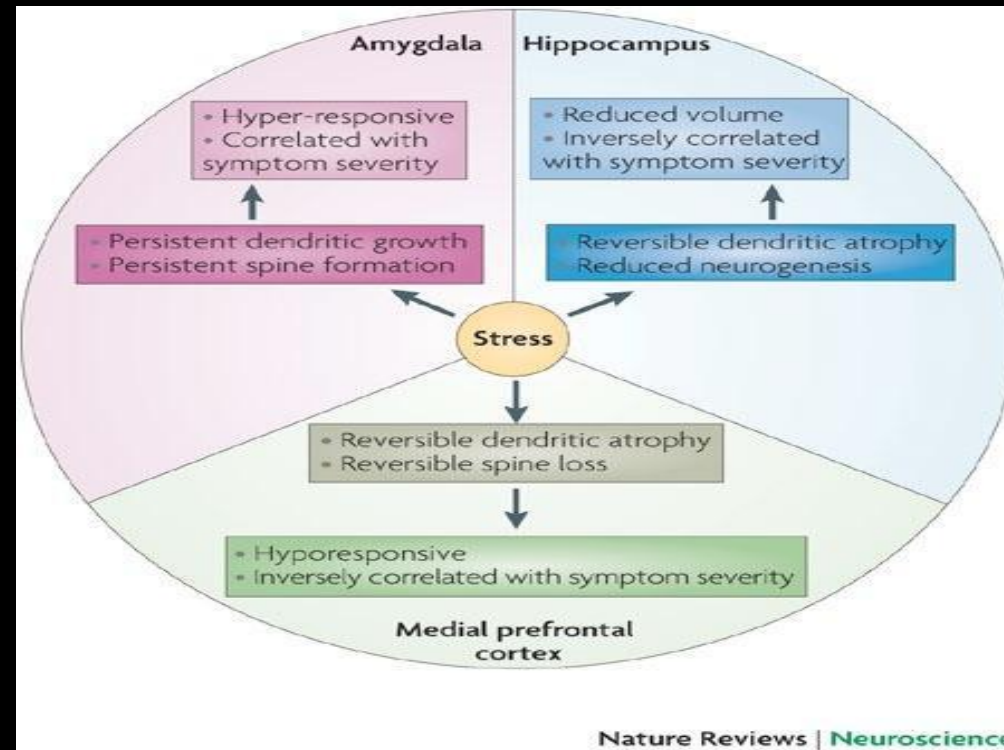 Amygdala
Hippocampus
• Hyper-responsive
• Correlated with
symptom severity
• Persistent dendritic growth
• Persistent spine formation
• Reduced volume
• Inversely correlated
with symptom severity
• Reversible dendritic atrophy
• Reduced neurogenesis
Stress
• Reversible dendritic atrophy
• Reversible spine loss
• Hyporesponsive
• Inversely correlated with symptom severity
Medial prefrontal
cortex
Nature Reviews | Neuroscience